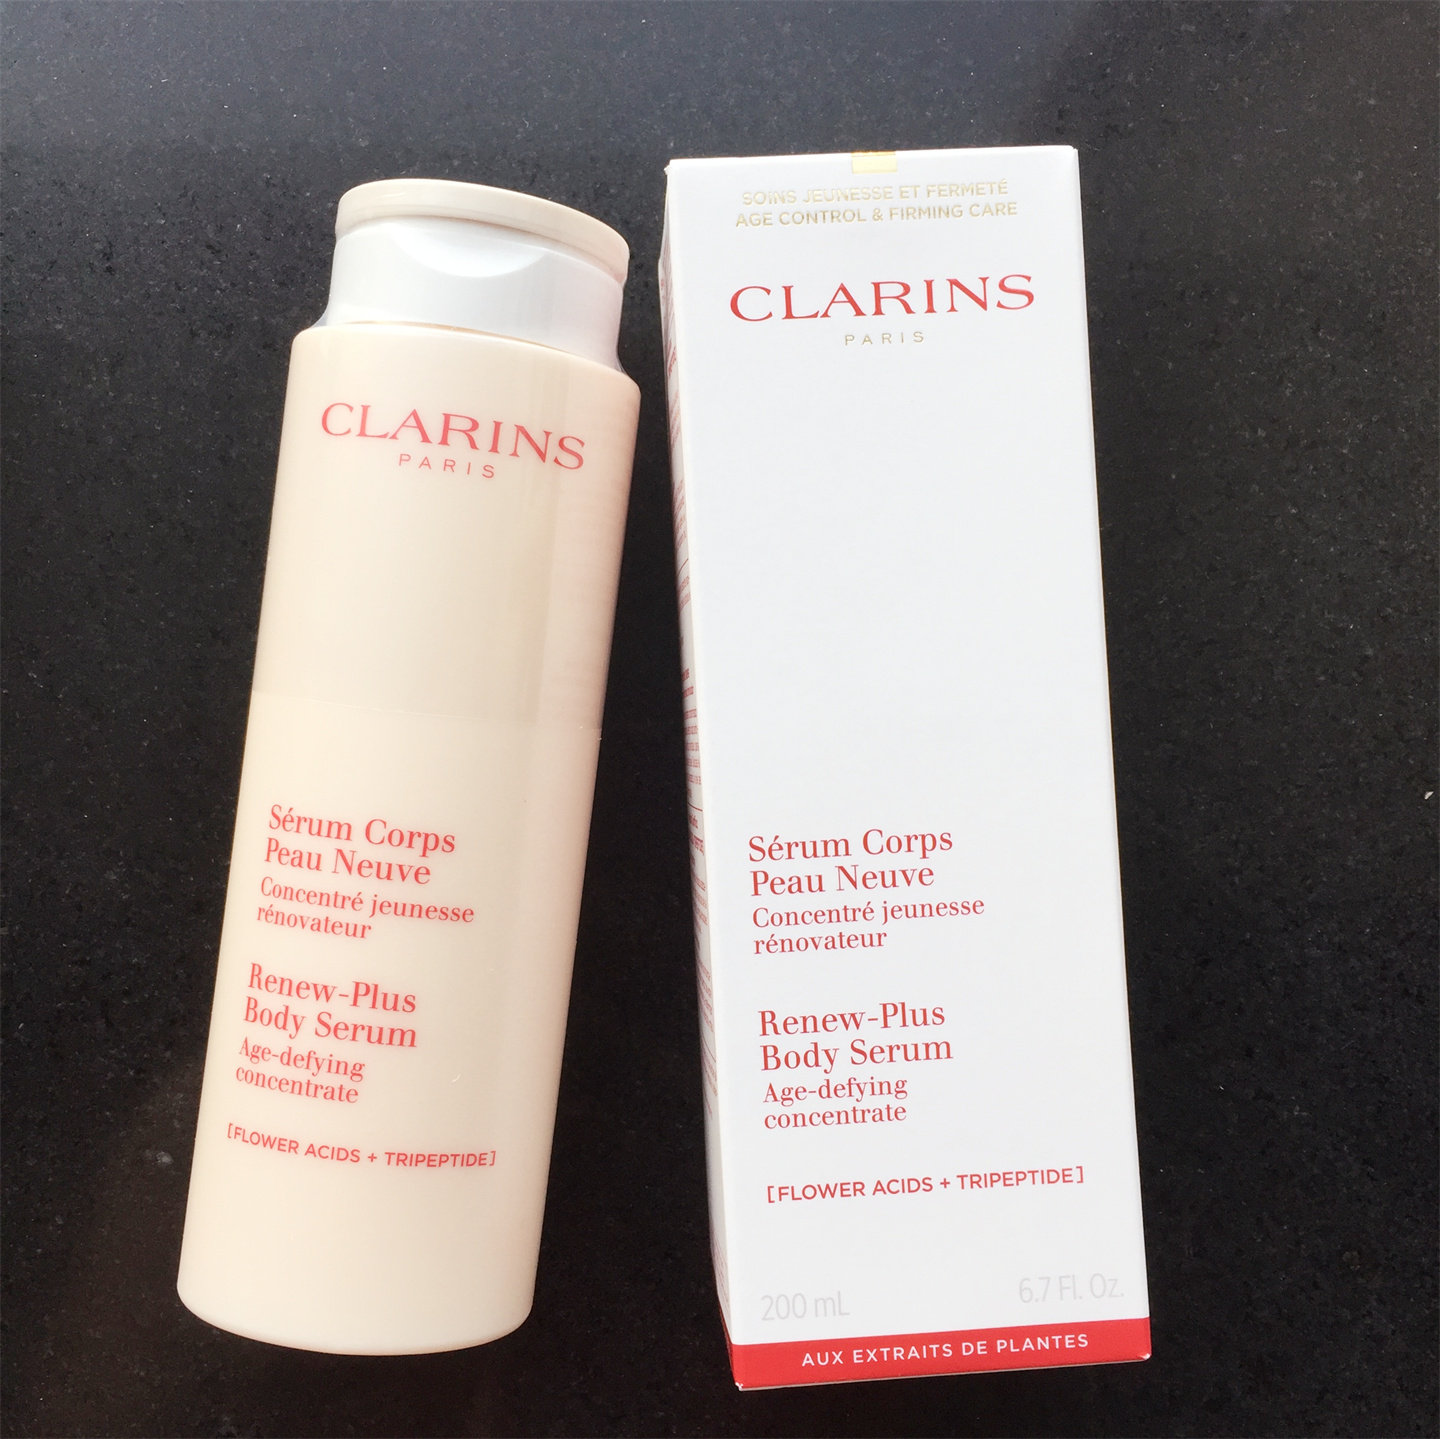 CLARINS
PARIS
Sérum Corps
Peau Neuve
Concentré jeunesse
rénovateur
Renew-Plus
Body Serum
Age-defying
concentrate
[FLOWER ACIDS + TRIPEPTIDE]
SOINS JEUNESSE ET FERMETÉ
AGE CONTROL & FIRMING CARE
CLARINS
PARIS
Sérum Corps
Peau Neuve
Concentré jeunesse
rénovateur
Renew-Plus
Body Serum
Age-defying
concentrate
[FLOWER ACIDS + TRIPEPTIDE]
200 mL 6.7 Fl. Oz.
AUX EXTRAITS DE PLANTES